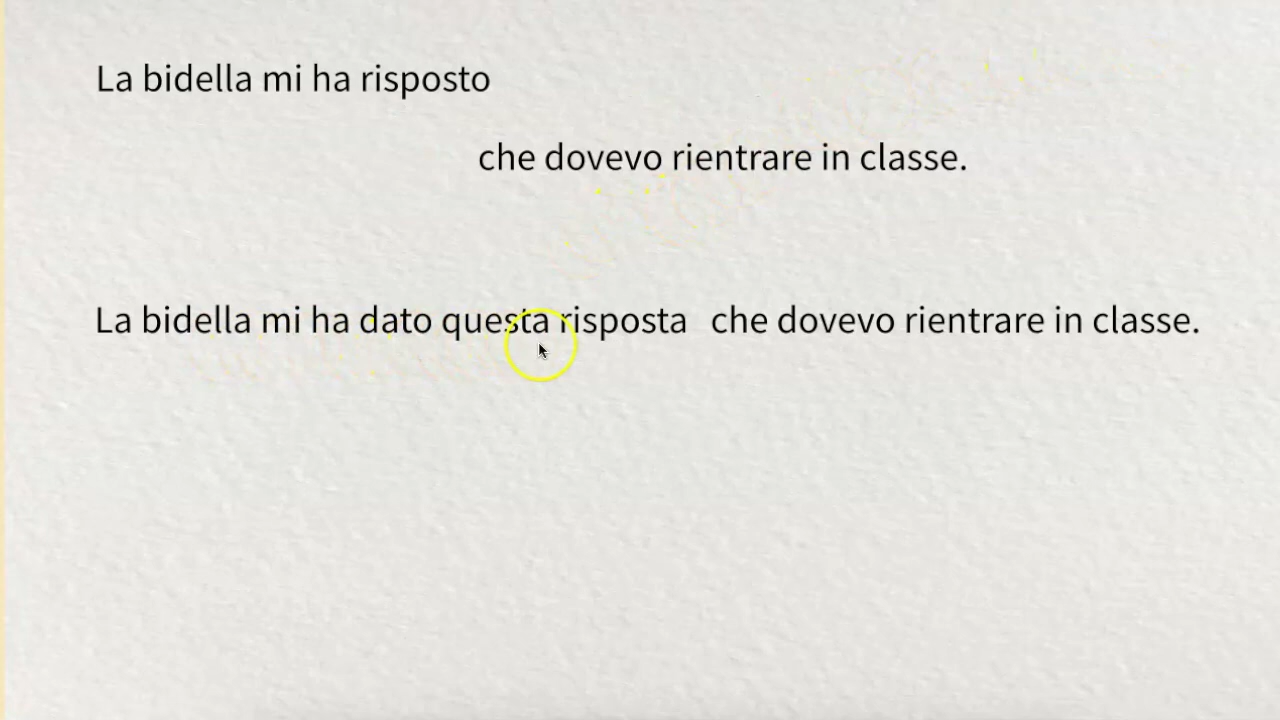 La bidella mi ha risposto
che dovevo rientrare in classe.
La bidella mi ha dato questa risposta che dovevo rientrare in classe.